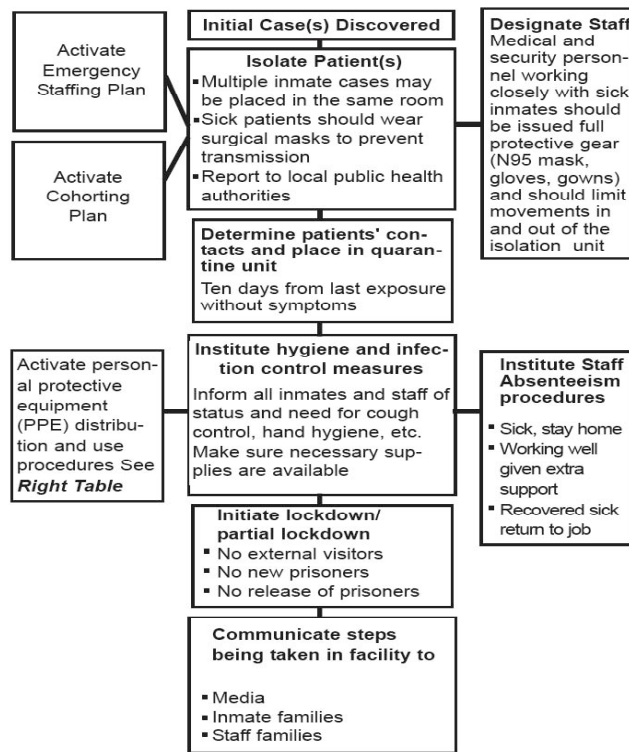 Initial Case(s) Discovered
Activate
Emergency
Staffing Plan
Activate
Cohorting
Plan
Isolate Patient(s)
▪ Multiple inmate cases may
be placed in the same room
▪ Sick patients should wear
surgical masks to prevent
transmission
▪ Report to local public health
authorities
Designate Staff
Medical and
security person-
nel working
closely with sick
inmates should
be issued full
protective gear
(N95 mask,
gloves, gowns)
and should limit
movements in
and out of the
isolation unit
Determine patients' con-
tacts and place in quaran-
tine unit
Ten days from last exposure
without symptoms
Activate person-
al protective
equipment
(PPE) distribu-
tion and use
procedures See
Right Table
Institute hygiene and infec-
tion control measures
Inform all inmates and staff of
status and need for cough
control, hand hygiene, etc.
Make sure necessary sup-
plies are available
Institute Staff
Absenteeism
procedures
▪ Sick, stay home
▪ Working well
given extra
support
▪ Recovered sick
return to job
Initiate lockdown/
partial lockdown
▪ No external visitors
▪ No new prisoners
▪ No release of prisoners
Communicate steps
being taken in facility to
▪ Media
▪ Inmate families
▪ Staff families